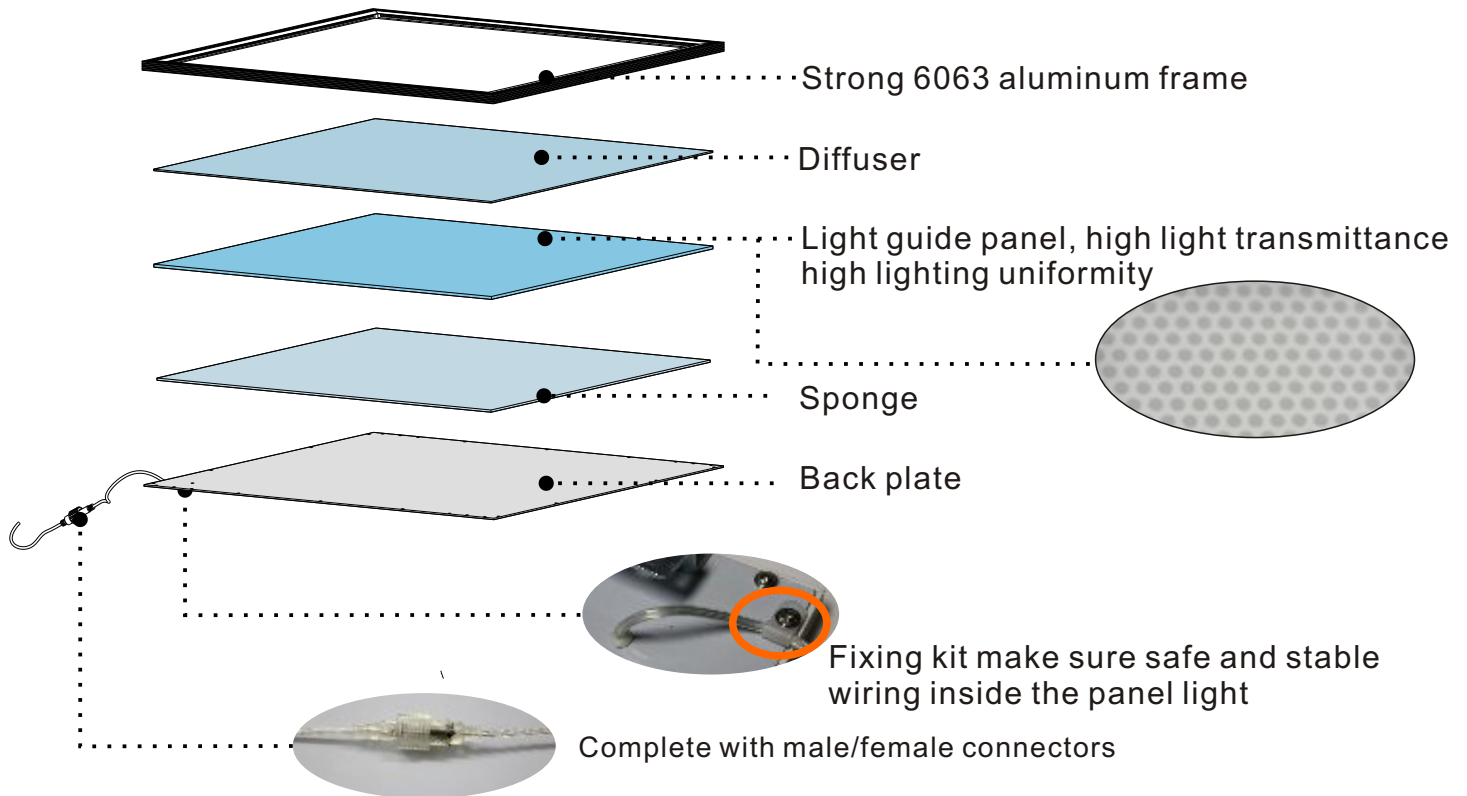 Strong 6063 aluminum frame
Diffuser
Light guide panel, high light transmittance
high lighting uniformity
Sponge
Back plate
Fixing kit make sure safe and stable
wiring inside the panel light
Complete with male/female connectors